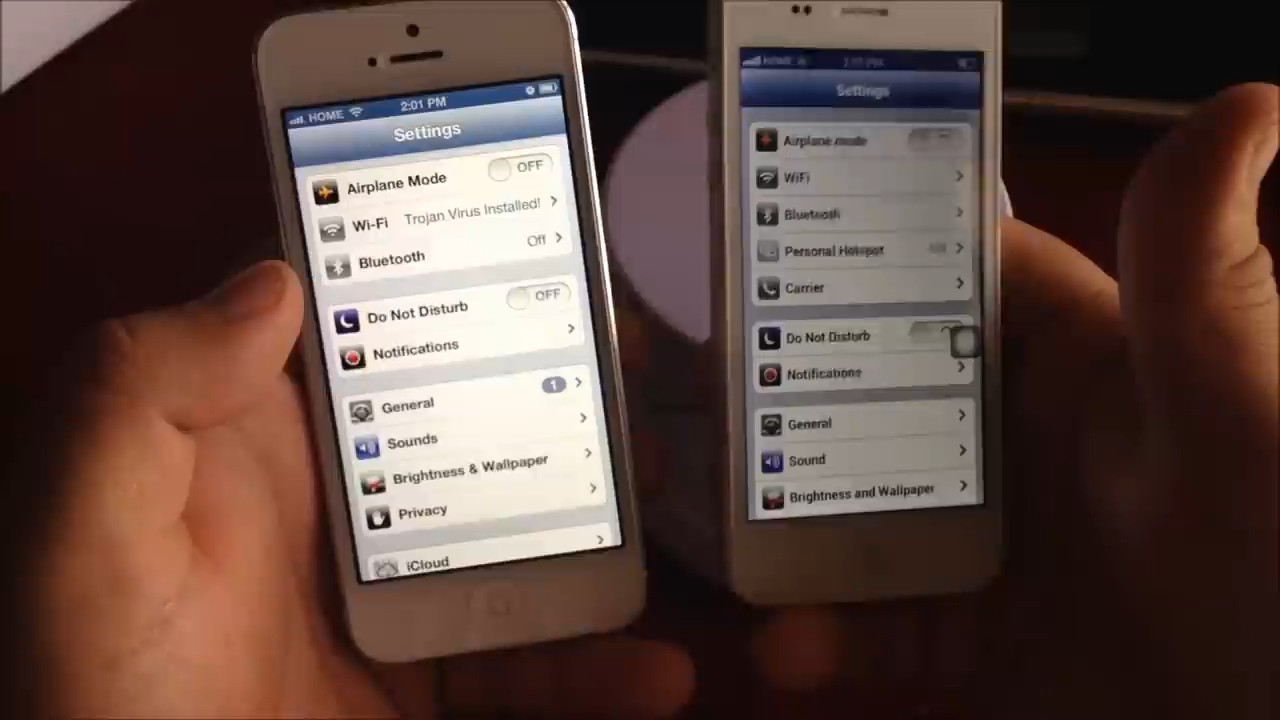 HOME
2:01 PM
Settings
Airplane Mode
OFF
Wi-Fi
Trojan Virus Installed!
Bluetooth
Off
Do Not Disturb
OFF
Notifications
General
1
Sounds
Brightness & Wallpaper
Privacy
iCloud
HOME
Settings
Airplane mode
WiFi
Bluetooth
Personal Hotspot
Carrier
Do Not Disturb
Notifications
General
Sound
Brightness and Wallpaper